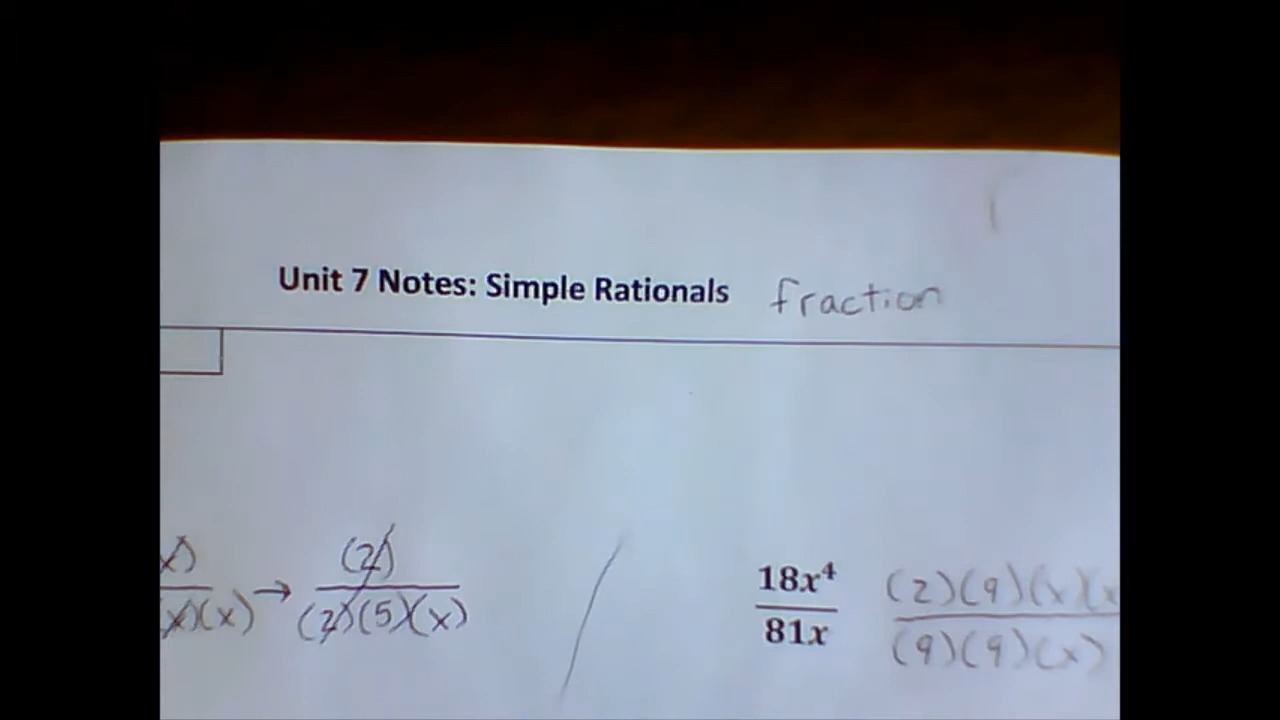 Unit 7 Notes: Simple Rationals fraction
x) → (2) 18x⁴ (2)(9)(x)(x
(x)(x) (2)(5)(x) 81x (9)(9)(x)